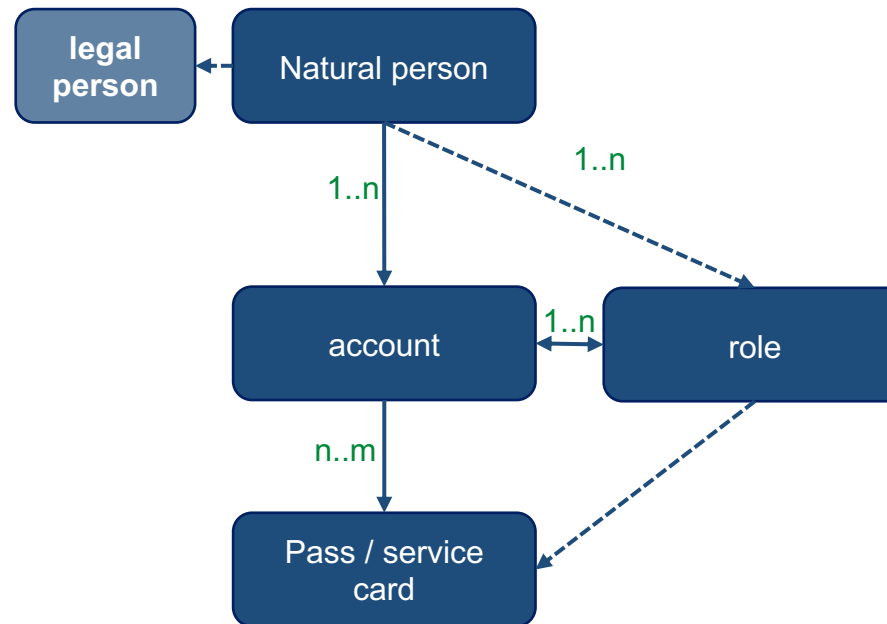 legal
person
Natural person
1..n
1..n
account
1..n
role
n..m
Pass / service
card